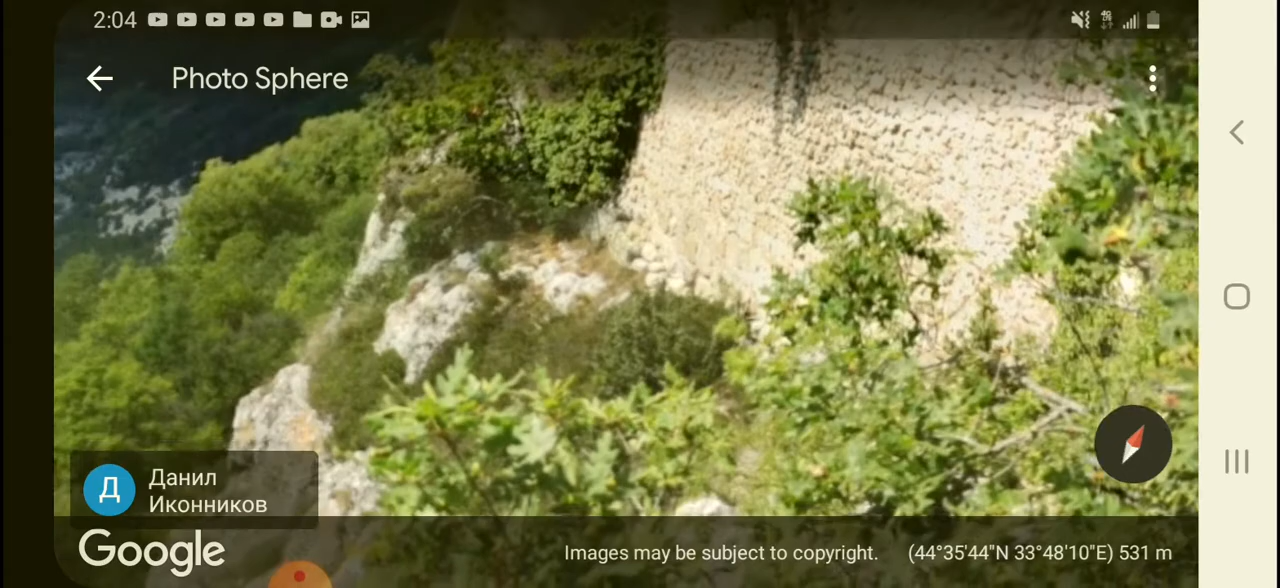 2:04
Photo Sphere
Д
Данил
Иконников
Google
Images may be subject to copyright. (44°35'44"N 33°48'10"E) 531 m